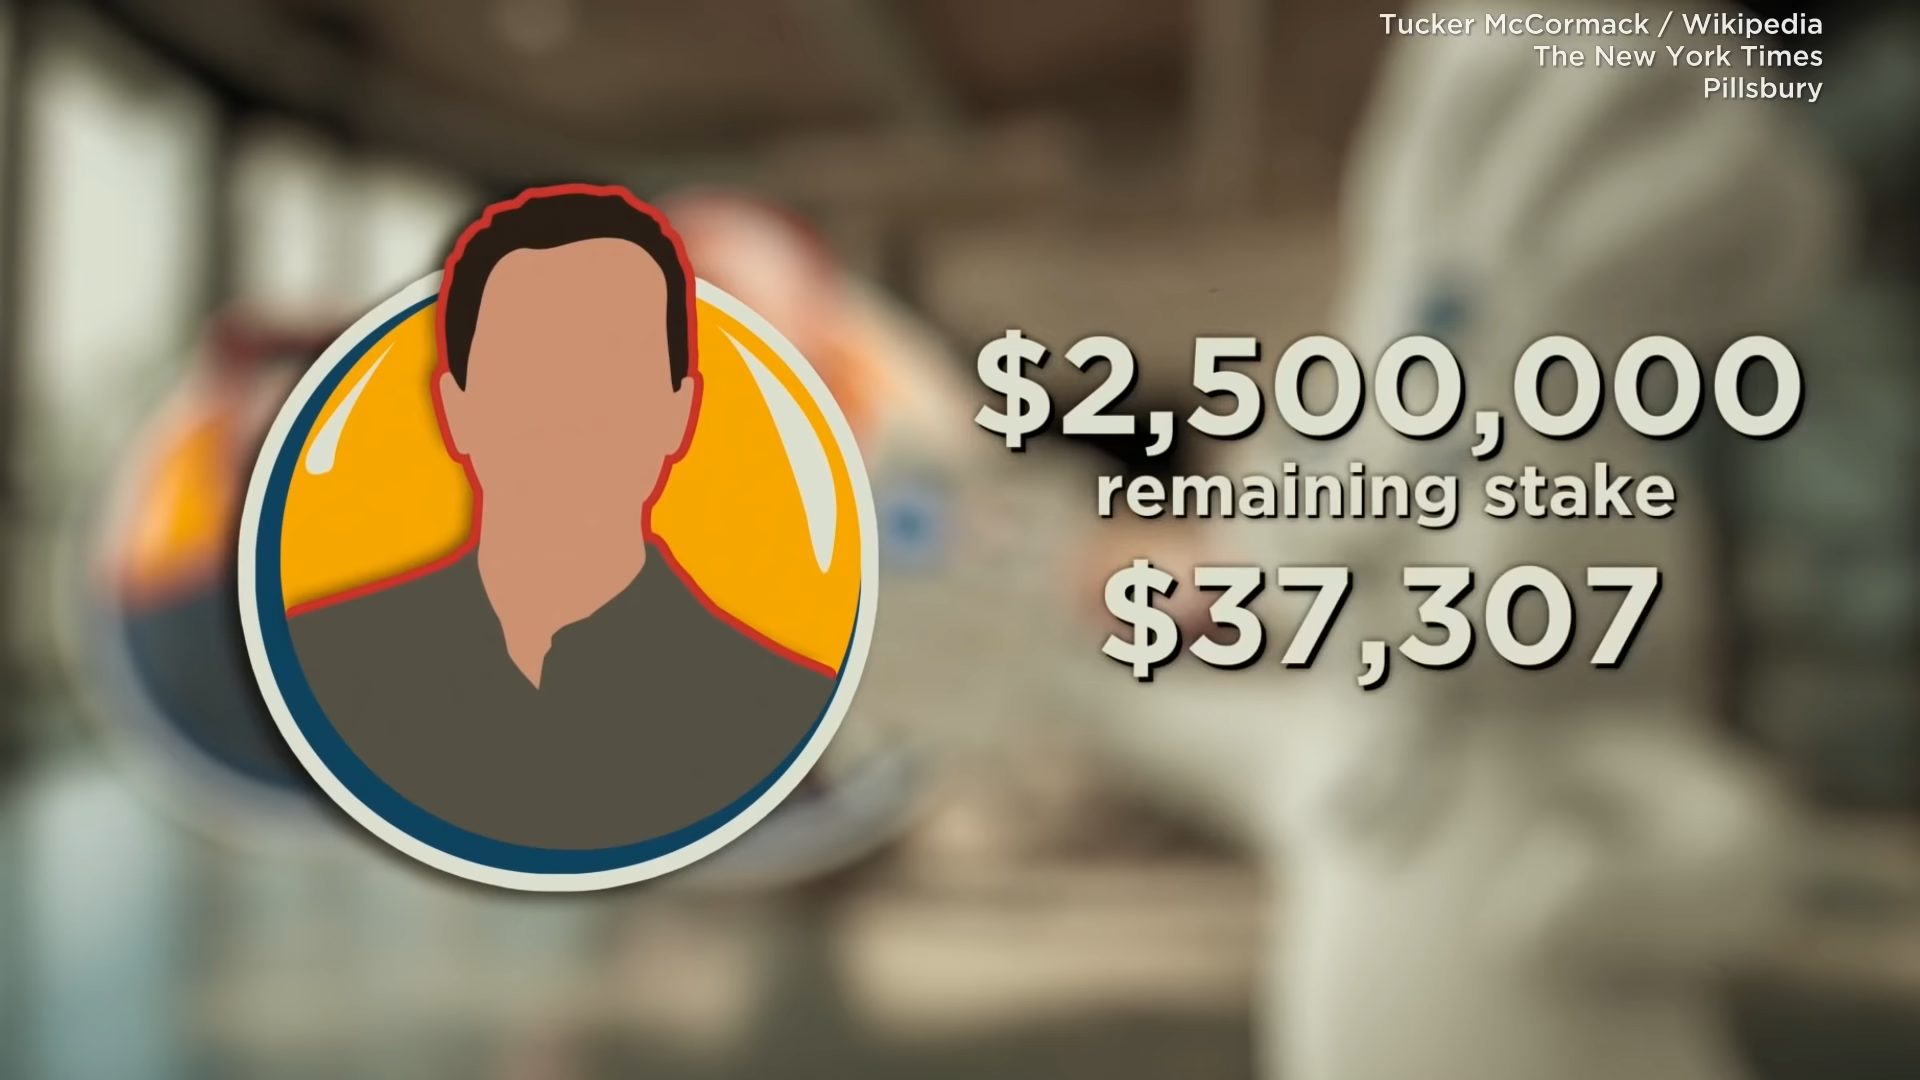 Tucker McCormack / Wikipedia
The New York Times
Pillsbury
$2,500,000
remaining stake
$37,307